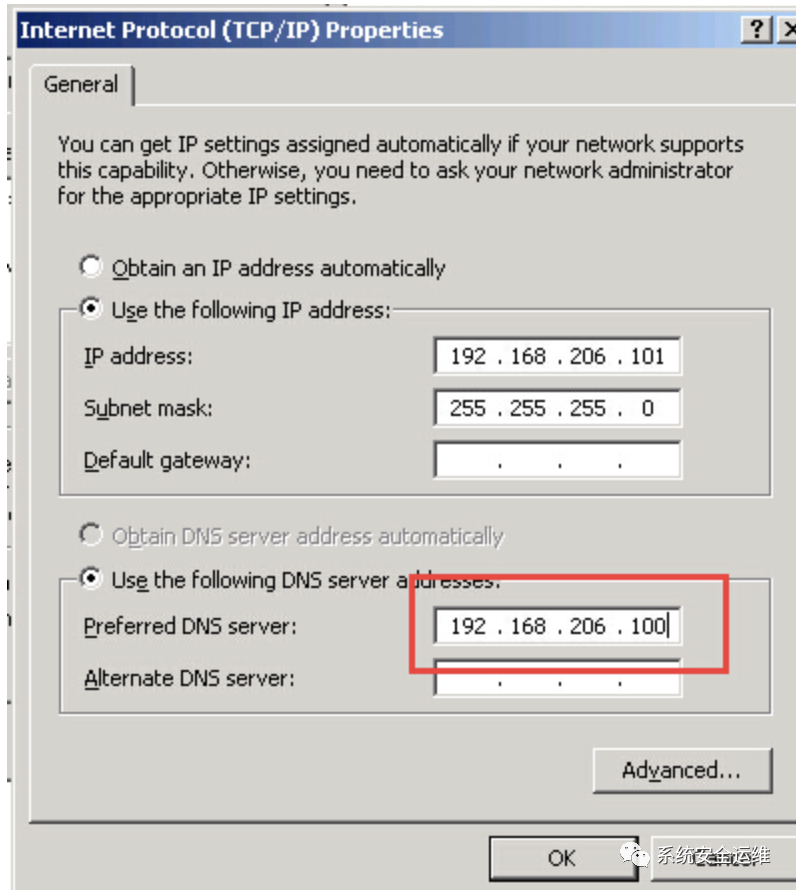 Internet Protocol (TCP/IP) Properties
General
You can get IP settings assigned automatically if your network supports
this capability. Otherwise, you need to ask your network administrator
for the appropriate IP settings.
Obtain an IP address automatically
Use the following IP address:
IP address: 192 . 168 . 206 . 101
Subnet mask: 255 . 255 . 255 . 0
Default gateway: . . .
Obtain DNS server address automatically
Use the following DNS server addresses:
Preferred DNS server: 192 . 168 . 206 . 100
Alternate DNS server: . . .
Advanced...
OK
系统安全运维